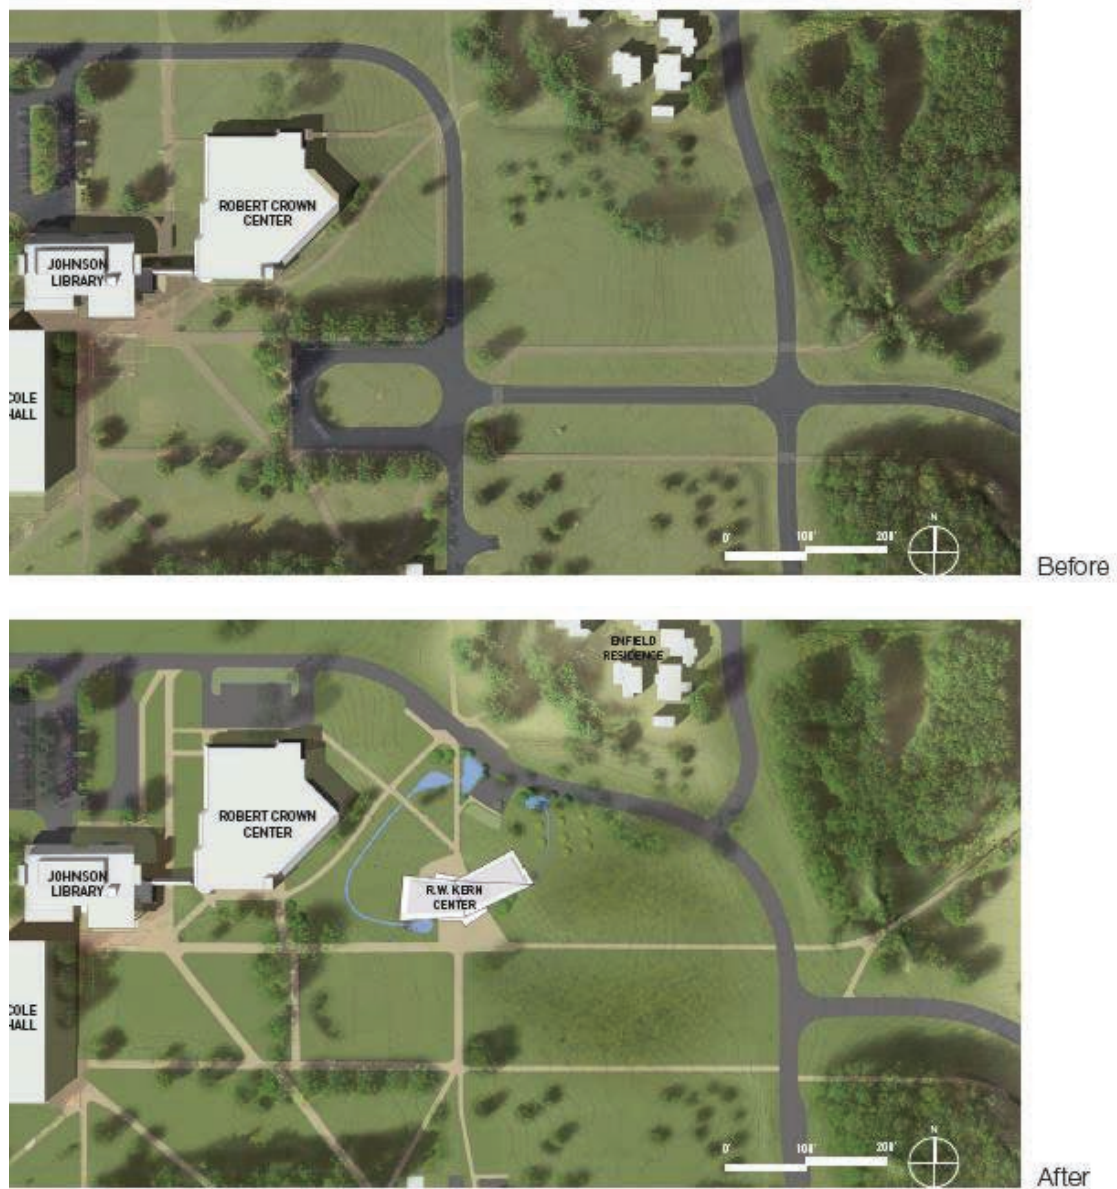 ROBERT CROWN
CENTER
JOHNSON
LIBRARY
COLE
HALL
N
0'
100'
200'
Before
ENFIELD
RESIDENCE
ROBERT CROWN
CENTER
JOHNSON
LIBRARY
R.W. KERN
CENTER
COLE
HALL
N
0'
100'
200'
After